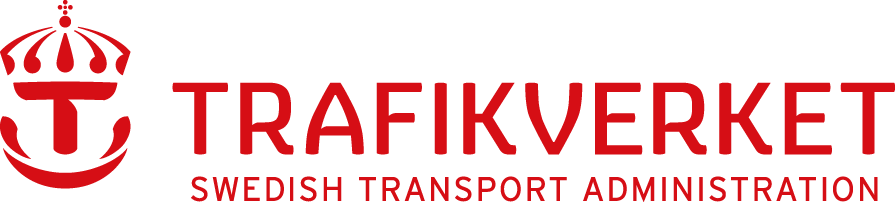 TRAFIKVERKET
SWEDISH TRANSPORT ADMINISTRATION